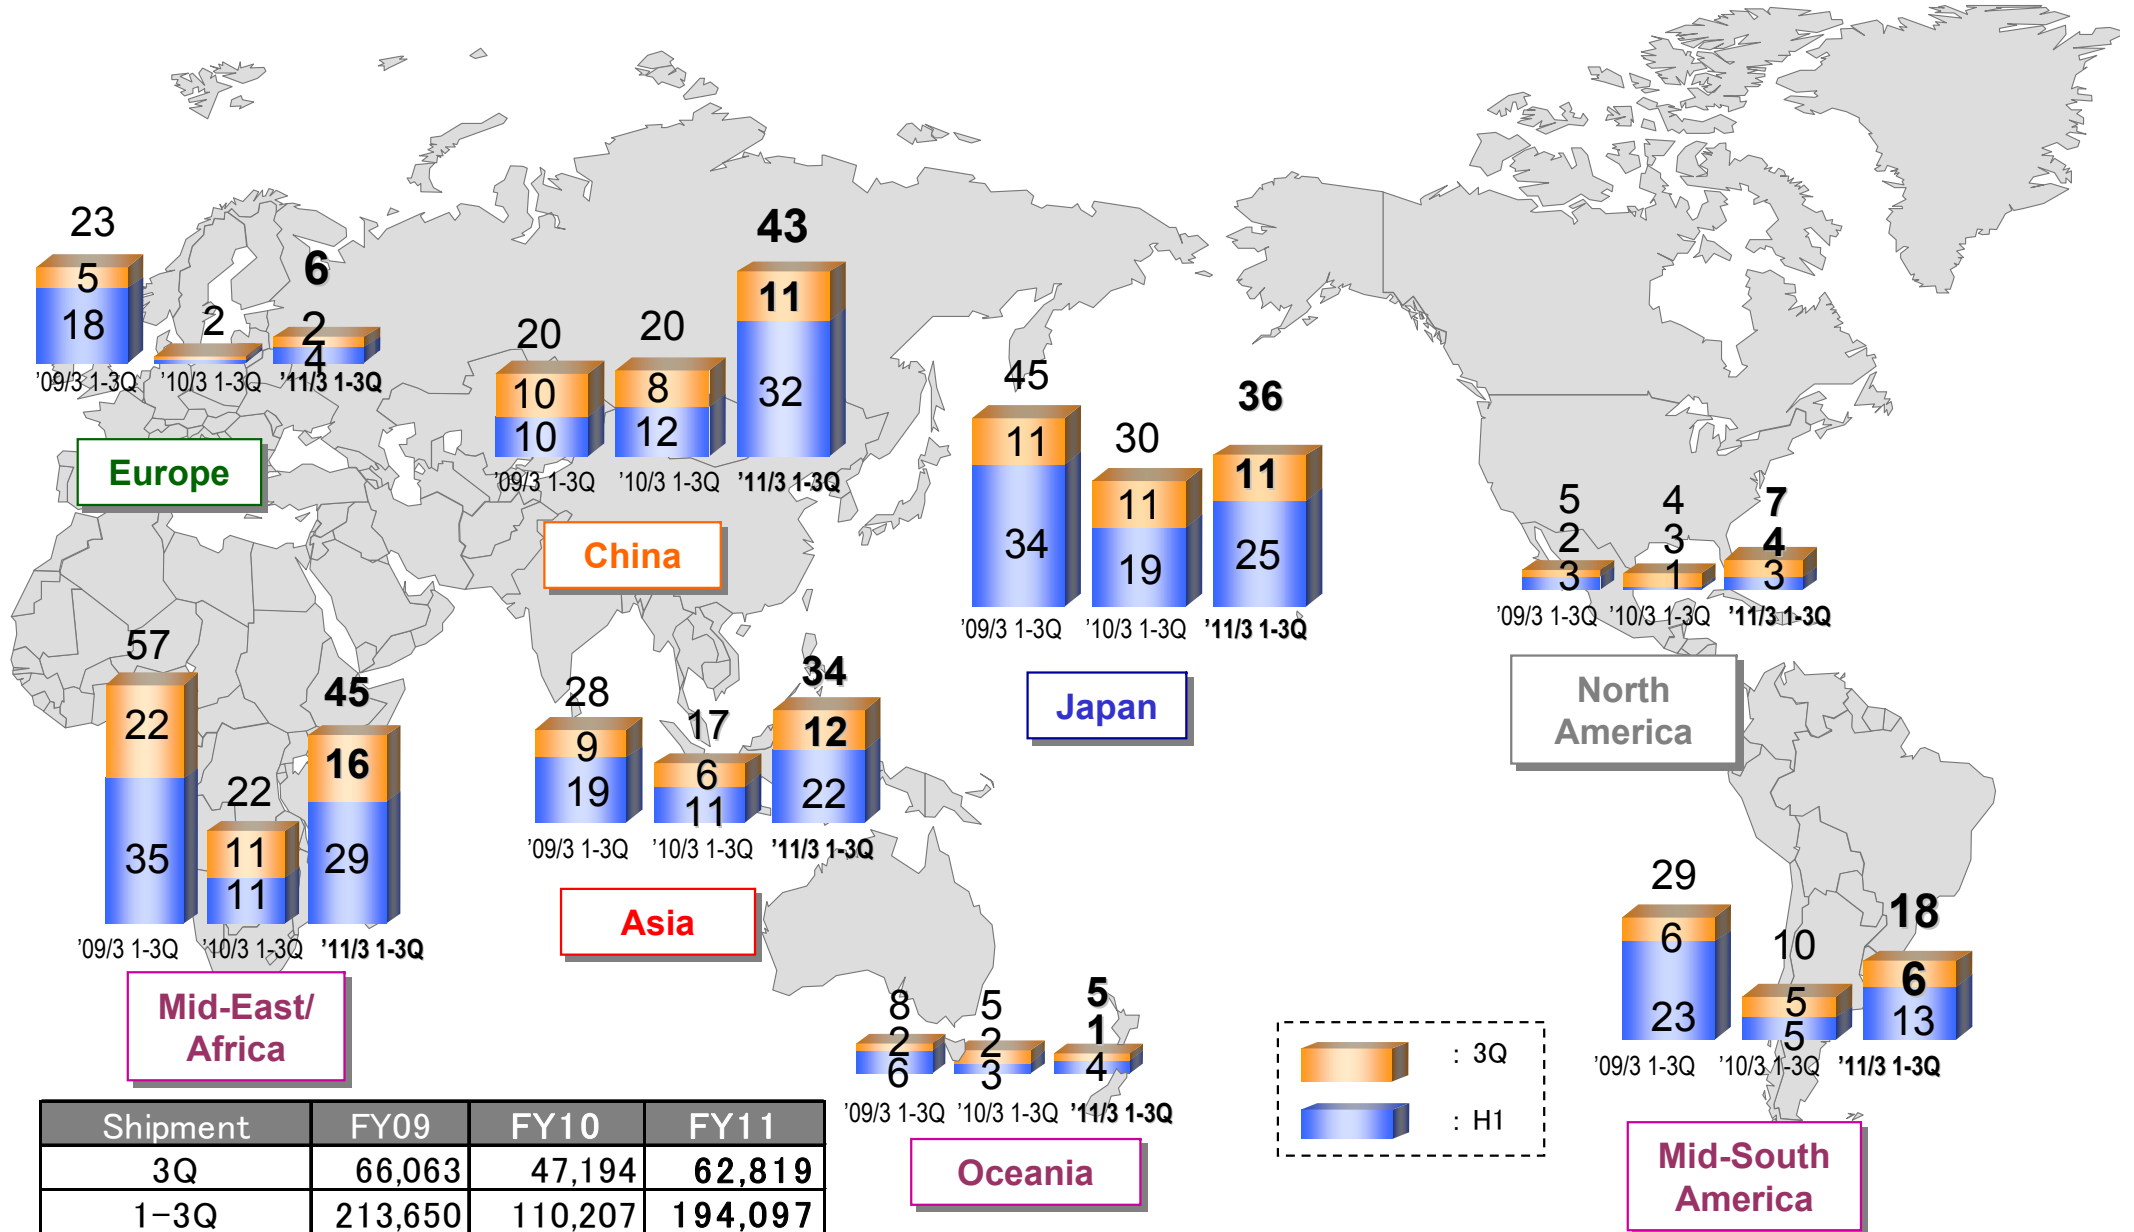 23
5
18
2
6
2
4
'09/3 1-3Q
'10/3 1-3Q
'11/3 1-3Q
Europe
20
10
10
20
8
12
43
11
32
'09/3 1-3Q
'10/3 1-3Q
'11/3 1-3Q
China
45
11
34
30
11
19
36
11
25
'09/3 1-3Q
'10/3 1-3Q
'11/3 1-3Q
Japan
5
2
3
4
3
1
7
4
3
'09/3 1-3Q
'10/3 1-3Q
'11/3 1-3Q
North
America
57
22
35
22
11
11
45
16
29
'09/3 1-3Q
'10/3 1-3Q
'11/3 1-3Q
Mid-East/
Africa
28
9
19
17
6
11
34
12
22
'09/3 1-3Q
'10/3 1-3Q
'11/3 1-3Q
Asia
8
2
6
5
2
3
5
1
4
'09/3 1-3Q
'10/3 1-3Q
'11/3 1-3Q
Oceania
29
6
23
10
5
5
18
6
13
'09/3 1-3Q
'10/3 1-3Q
'11/3 1-3Q
Mid-South
America
: 3Q
: H1
Shipment FY09 FY10 FY11
3Q 66,063 47,194 62,819
1-3Q 213,650 110,207 194,097